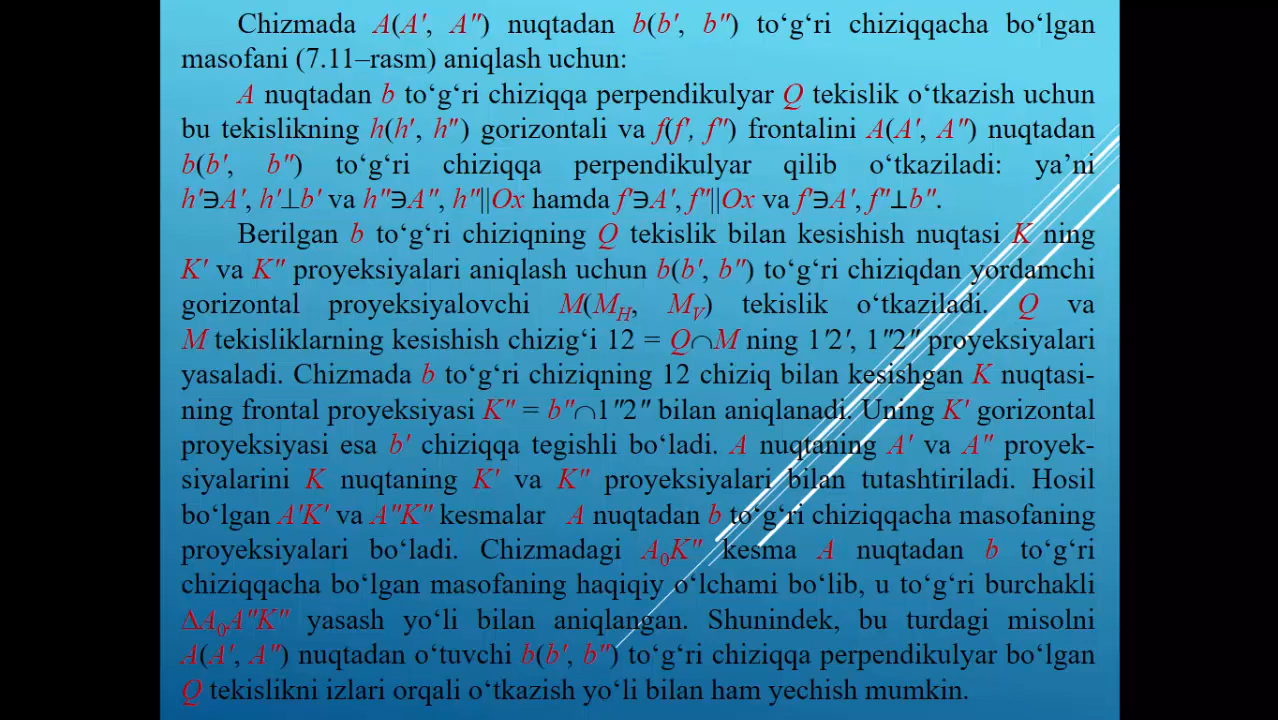 Chizmada A(A′, A″) nuqtadan b(b′, b″) to‘g‘ri chiziqqacha bo‘lgan
masofani (7.11–rasm) aniqlash uchun:
A nuqtadan b to‘g‘ri chiziqqa perpendikulyar Q tekislik o‘tkazish uchun
bu tekislikning h(h′, h″) gorizontali va f(f′, f″) frontalini A(A′, A″) nuqtadan
b(b′, b″) to‘g‘ri chiziqqa perpendikulyar qilib o‘tkaziladi: ya’ni
h′∋A′, h′⊥b′ va h″∋A″, h″||Ox hamda f′∋A′, f″||Ox va f′∋A′, f″⊥b″.
Berilgan b to‘g‘ri chiziqning Q tekislik bilan kesishish nuqtasi K ning
K′ va K″ proyeksiyalari aniqlash uchun b(b′, b″) to‘g‘ri chiziqdan yordamchi
gorizontal proyeksiyalovchi M(M_H, M_V) tekislik o‘tkaziladi. Q va
M tekisliklarning kesishish chizig‘i 12 = Q∩M ning 1′2′, 1″2″ proyeksiyalari
yasaladi. Chizmada b to‘g‘ri chiziqning 12 chiziq bilan kesishgan K nuqtasi-
ning frontal proyeksiyasi K″ = b″∩1″2″ bilan aniqlanadi. Uning K′ gorizontal
proyeksiyasi esa b′ chiziqqa tegishli bo‘ladi. A nuqtaning A′ va A″ proyek-
siyalarini K nuqtaning K′ va K″ proyeksiyalari bilan tutashtiriladi. Hosil
bo‘lgan A′K′ va A″K″ kesmalar A nuqtadan b to‘g‘ri chiziqqacha masofaning
proyeksiyalari bo‘ladi. Chizmadagi A₀K″ kesma A nuqtadan b to‘g‘ri
chiziqqacha bo‘lgan masofaning haqiqiy o‘lchami bo‘lib, u to‘g‘ri burchakli
∆A₀A″K″ yasash yo‘li bilan aniqlangan. Shunindek, bu turdagi misolni
A(A′, A″) nuqtadan o‘tuvchi b(b′, b″) to‘g‘ri chiziqqa perpendikulyar bo‘lgan
Q tekislikni izlari orqali o‘tkazish yo‘li bilan ham yechish mumkin.